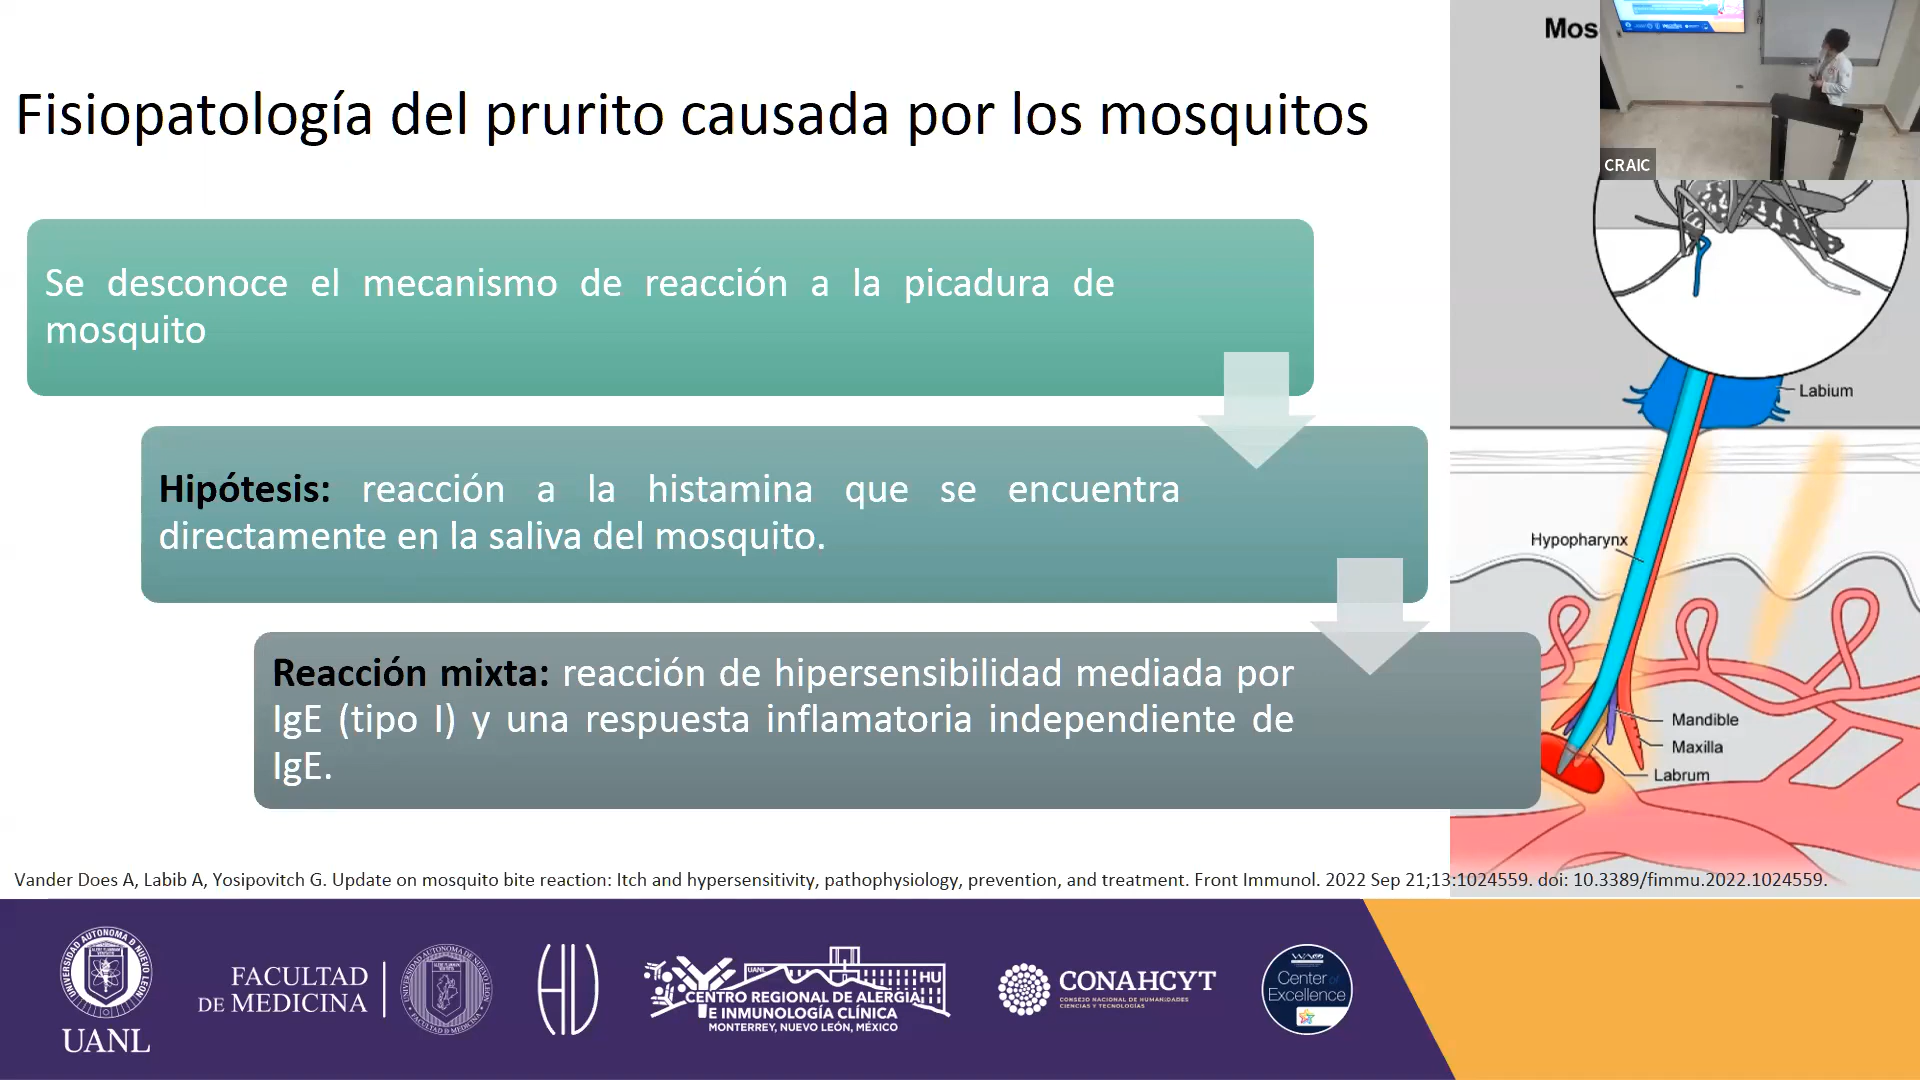 Fisiopatología del prurito causada por los mosquitos
Mos
CRAIC
Se desconoce el mecanismo de reacción a la picadura de
mosquito
Labium
Hipótesis: reacción a la histamina que se encuentra
directamente en la saliva del mosquito.
Hypopharynx
Reacción mixta: reacción de hipersensibilidad mediada por
IgE (tipo I) y una respuesta inflamatoria independiente de
IgE.
Mandible
Maxilla
Labrum
Vander Does A, Labib A, Yosipovitch G. Update on mosquito bite reaction: Itch and hypersensitivity, pathophysiology, prevention, and treatment. Front Immunol. 2022 Sep 21;13:1024559. doi: 10.3389/fimmu.2022.1024559.
UNIVERSIDAD AUTONOMA DE NUEVO LEON
UANL
FACULTAD
DE MEDICINA
HU
UANL
HU
CENTRO REGIONAL DE ALERGIA
E INMUNOLOGÍA CLÍNICA
MONTERREY, NUEVO LEÓN, MÉXICO
CONAHCYT
CONSEJO NACIONAL DE HUMANIDADES
CIENCIAS Y TECNOLOGÍAS
WAO
Center of
Excellence